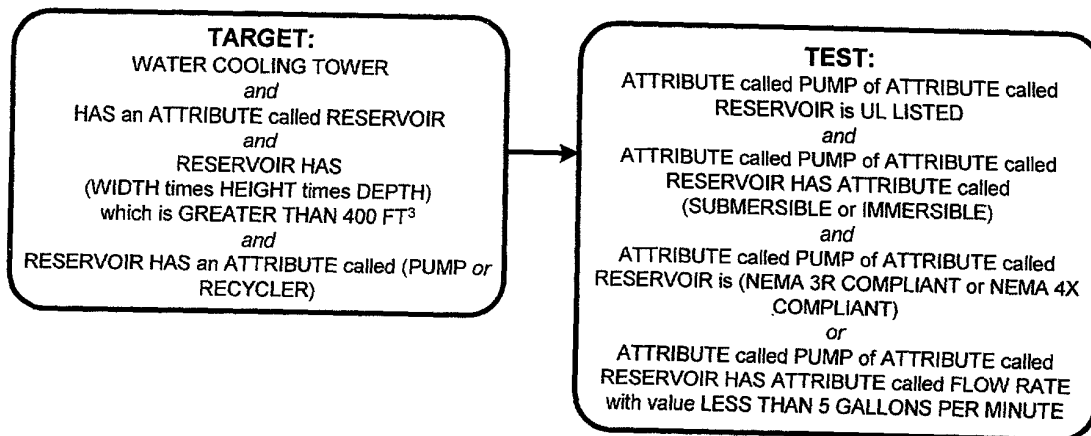 TARGET:
WATER COOLING TOWER
and
HAS an ATTRIBUTE called RESERVOIR
and
RESERVOIR HAS
(WIDTH times HEIGHT times DEPTH)
which is GREATER THAN 400 FT³
and
RESERVOIR HAS an ATTRIBUTE called (PUMP or
RECYCLER)
TEST:
ATTRIBUTE called PUMP of ATTRIBUTE called
RESERVOIR is UL LISTED
and
ATTRIBUTE called PUMP of ATTRIBUTE called
RESERVOIR HAS ATTRIBUTE called
(SUBMERSIBLE or IMMERSIBLE)
and
ATTRIBUTE called PUMP of ATTRIBUTE called
RESERVOIR is (NEMA 3R COMPLIANT or NEMA 4X
COMPLIANT)
or
ATTRIBUTE called PUMP of ATTRIBUTE called
RESERVOIR HAS ATTRIBUTE called FLOW RATE
with value LESS THAN 5 GALLONS PER MINUTE